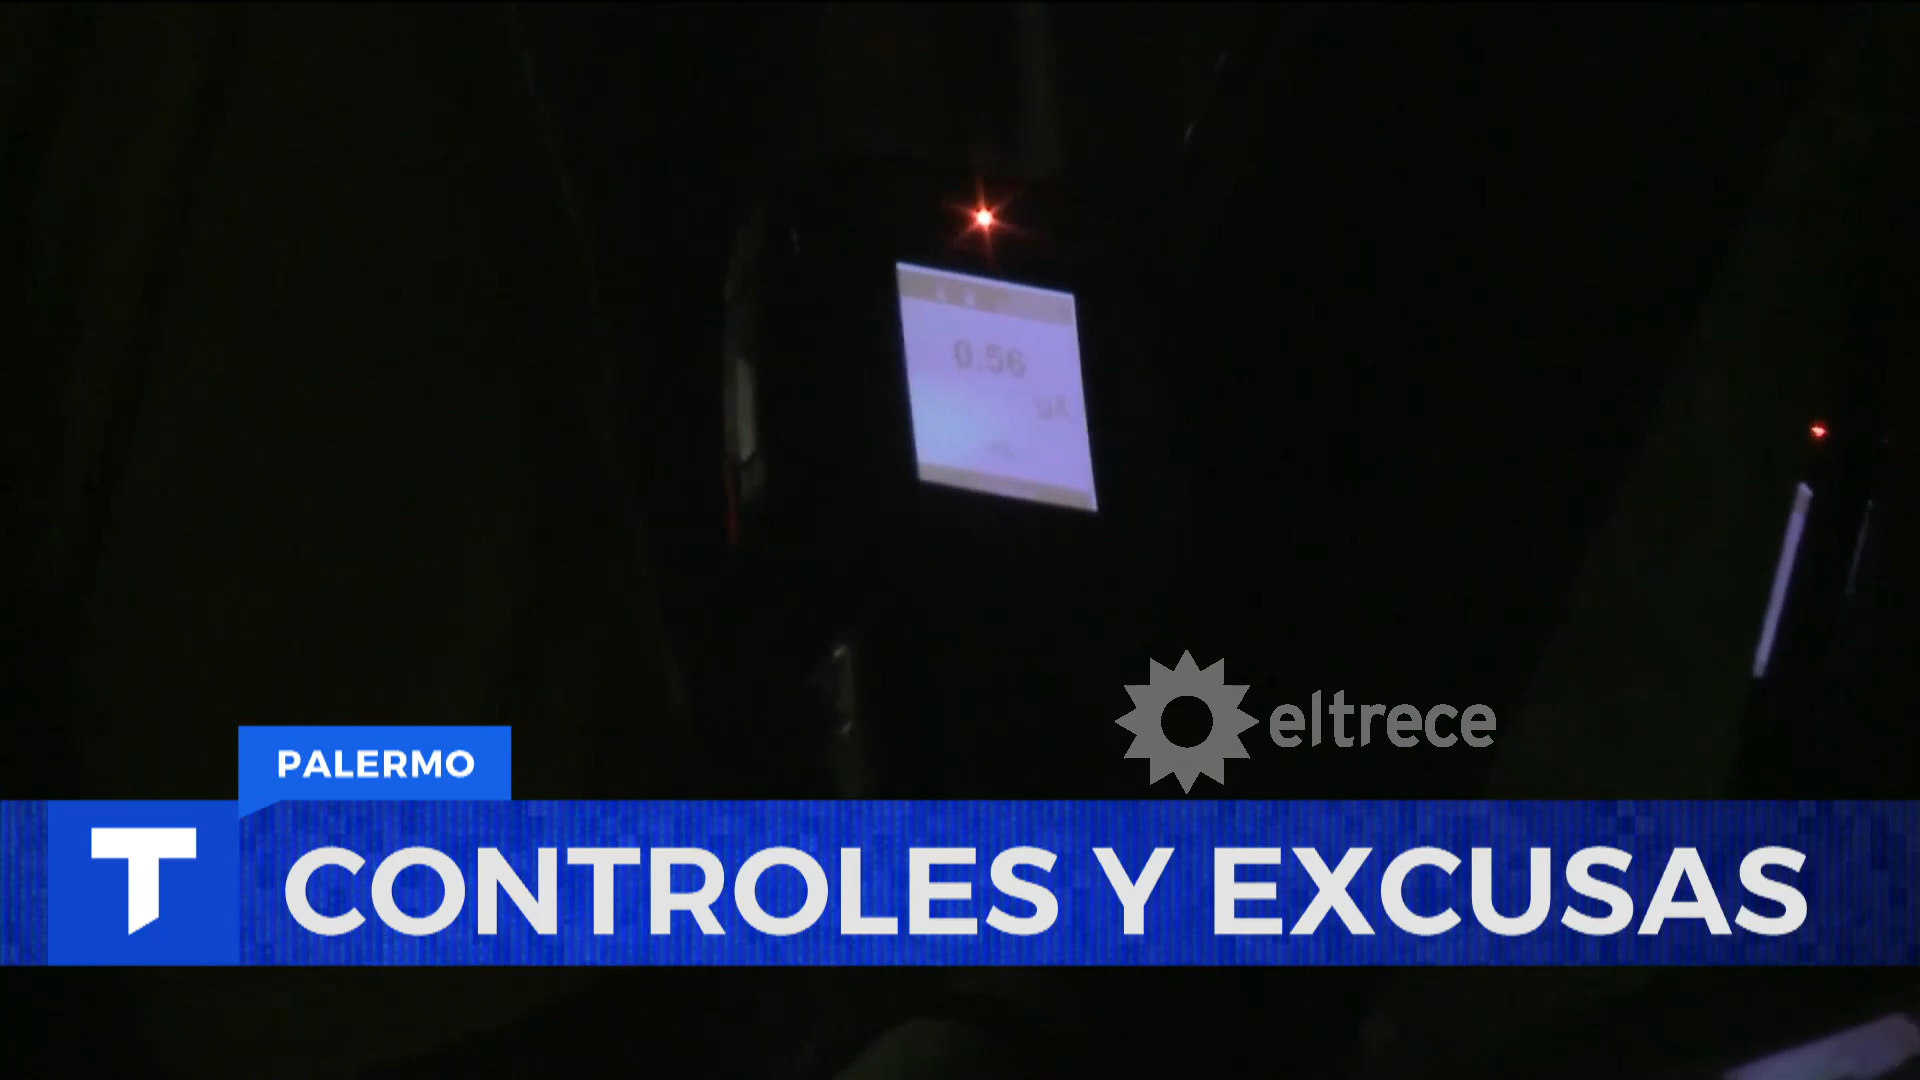 0.56
g/L
eltrece
PALERMO
T CONTROLES Y EXCUSAS